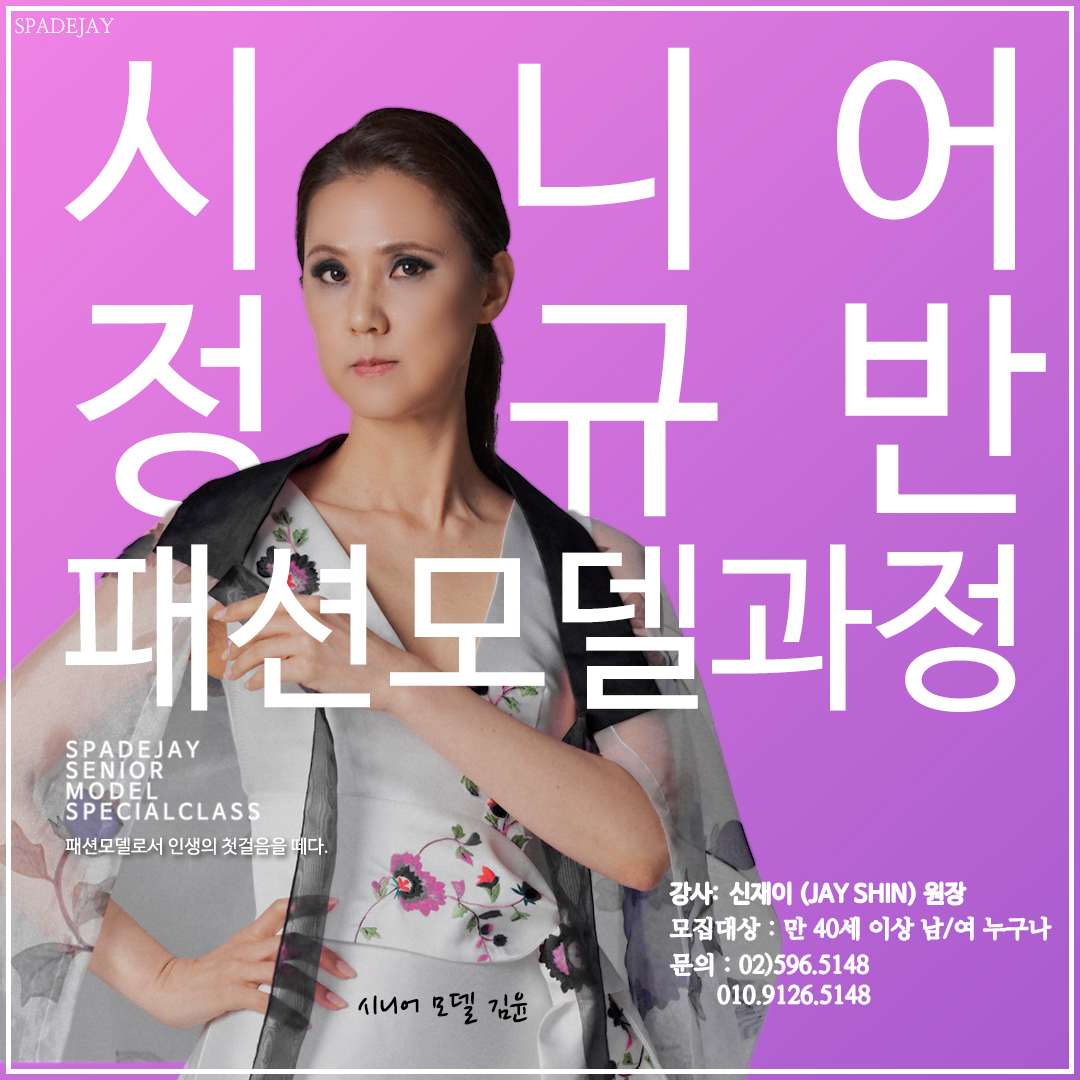 SPADEJAY
시니어
정규반
패션모델과정
SPADEJAY
SENIOR
MODEL
SPECIALCLASS
패션모델로서 인생의 첫걸음을 떼다.
강사: 신재이 (JAY SHIN) 원장
모집대상 : 만 40세 이상 남/여 누구나
문의 : 02)596.5148
010.9126.5148
시니어 모델 김윤